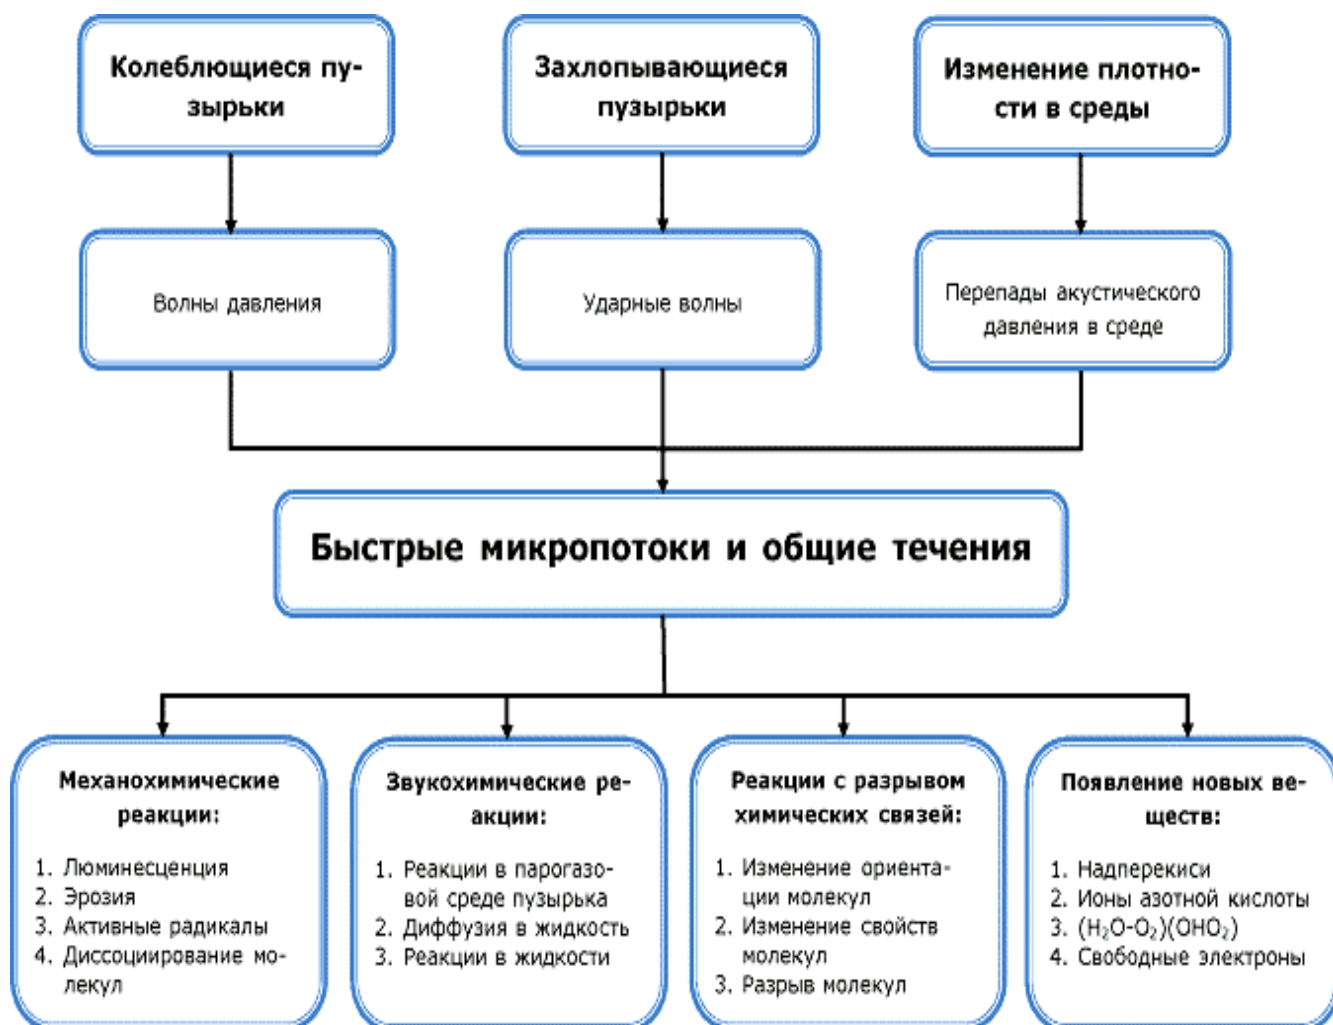 Колеблющиеся пу-
зырьки
Захлопывающиеся
пузырьки
Изменение плотно-
сти в среды
Волны давления
Ударные волны
Перепады акустического
давления в среде
Быстрые микропотоки и общие течения
Механохимические
реакции:
1. Люминесценция
2. Эрозия
3. Активные радикалы
4. Диссоциирование мо-
лекул
Звукохимические ре-
акции:
1. Реакции в парогазо-
вой среде пузырька
2. Диффузия в жидкость
3. Реакции в жидкости
Реакции с разрывом
химических связей:
1. Изменение ориента-
ции молекул
2. Изменение свойств
молекул
3. Разрыв молекул
Появление новых ве-
ществ:
1. Надперекиси
2. Ионы азотной кислоты
3. (H₂O-O₂)(OHO₂)
4. Свободные электроны